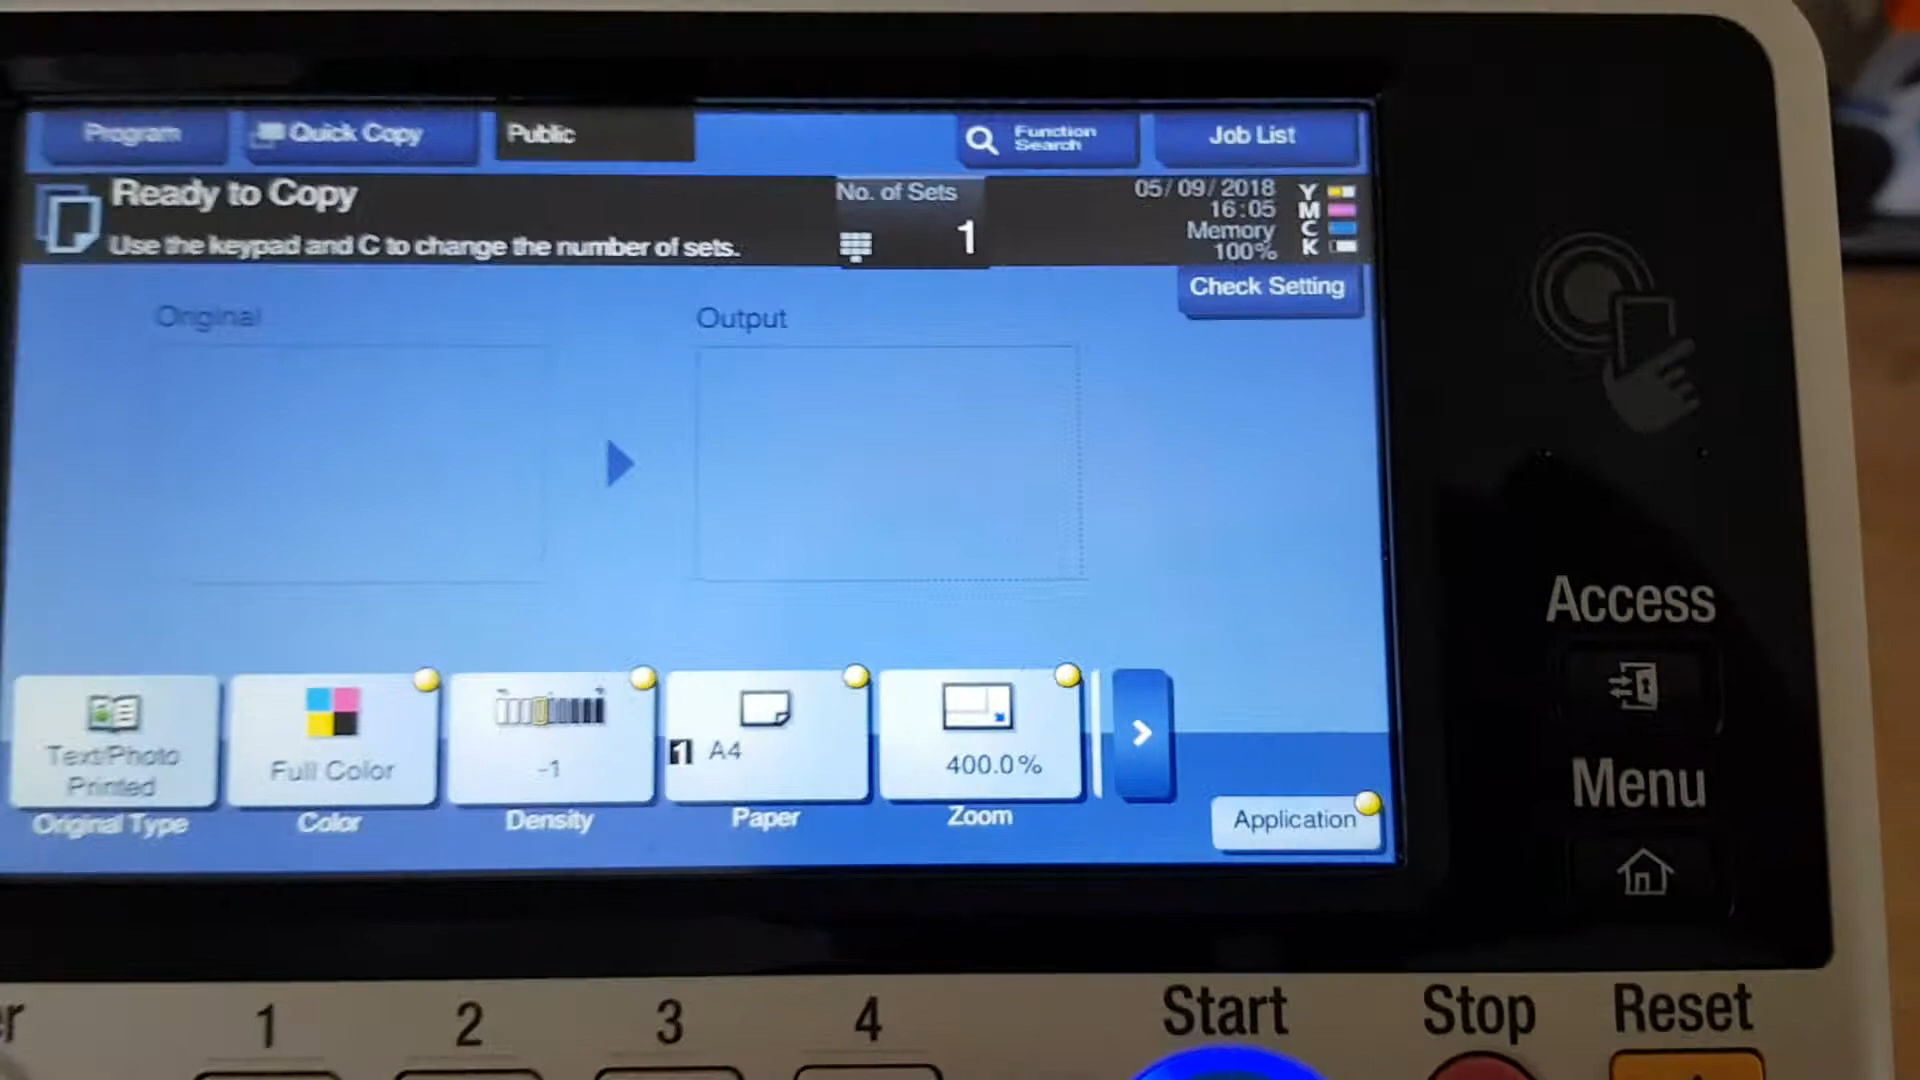 Program
Quick Copy
Public
Function
Search
Job List
Ready to Copy
Use the keypad and C to change the number of sets.
No. of Sets
1
05/09/2018
16:05
Memory
100%
Y
M
C
K
Check Setting
Original
Output
Text/Photo
Printed
Original Type
Full Color
Color
-1
Density
1 A4
Paper
400.0%
Zoom
Application
Access
Menu
1
2
3
4
Start
Stop
Reset